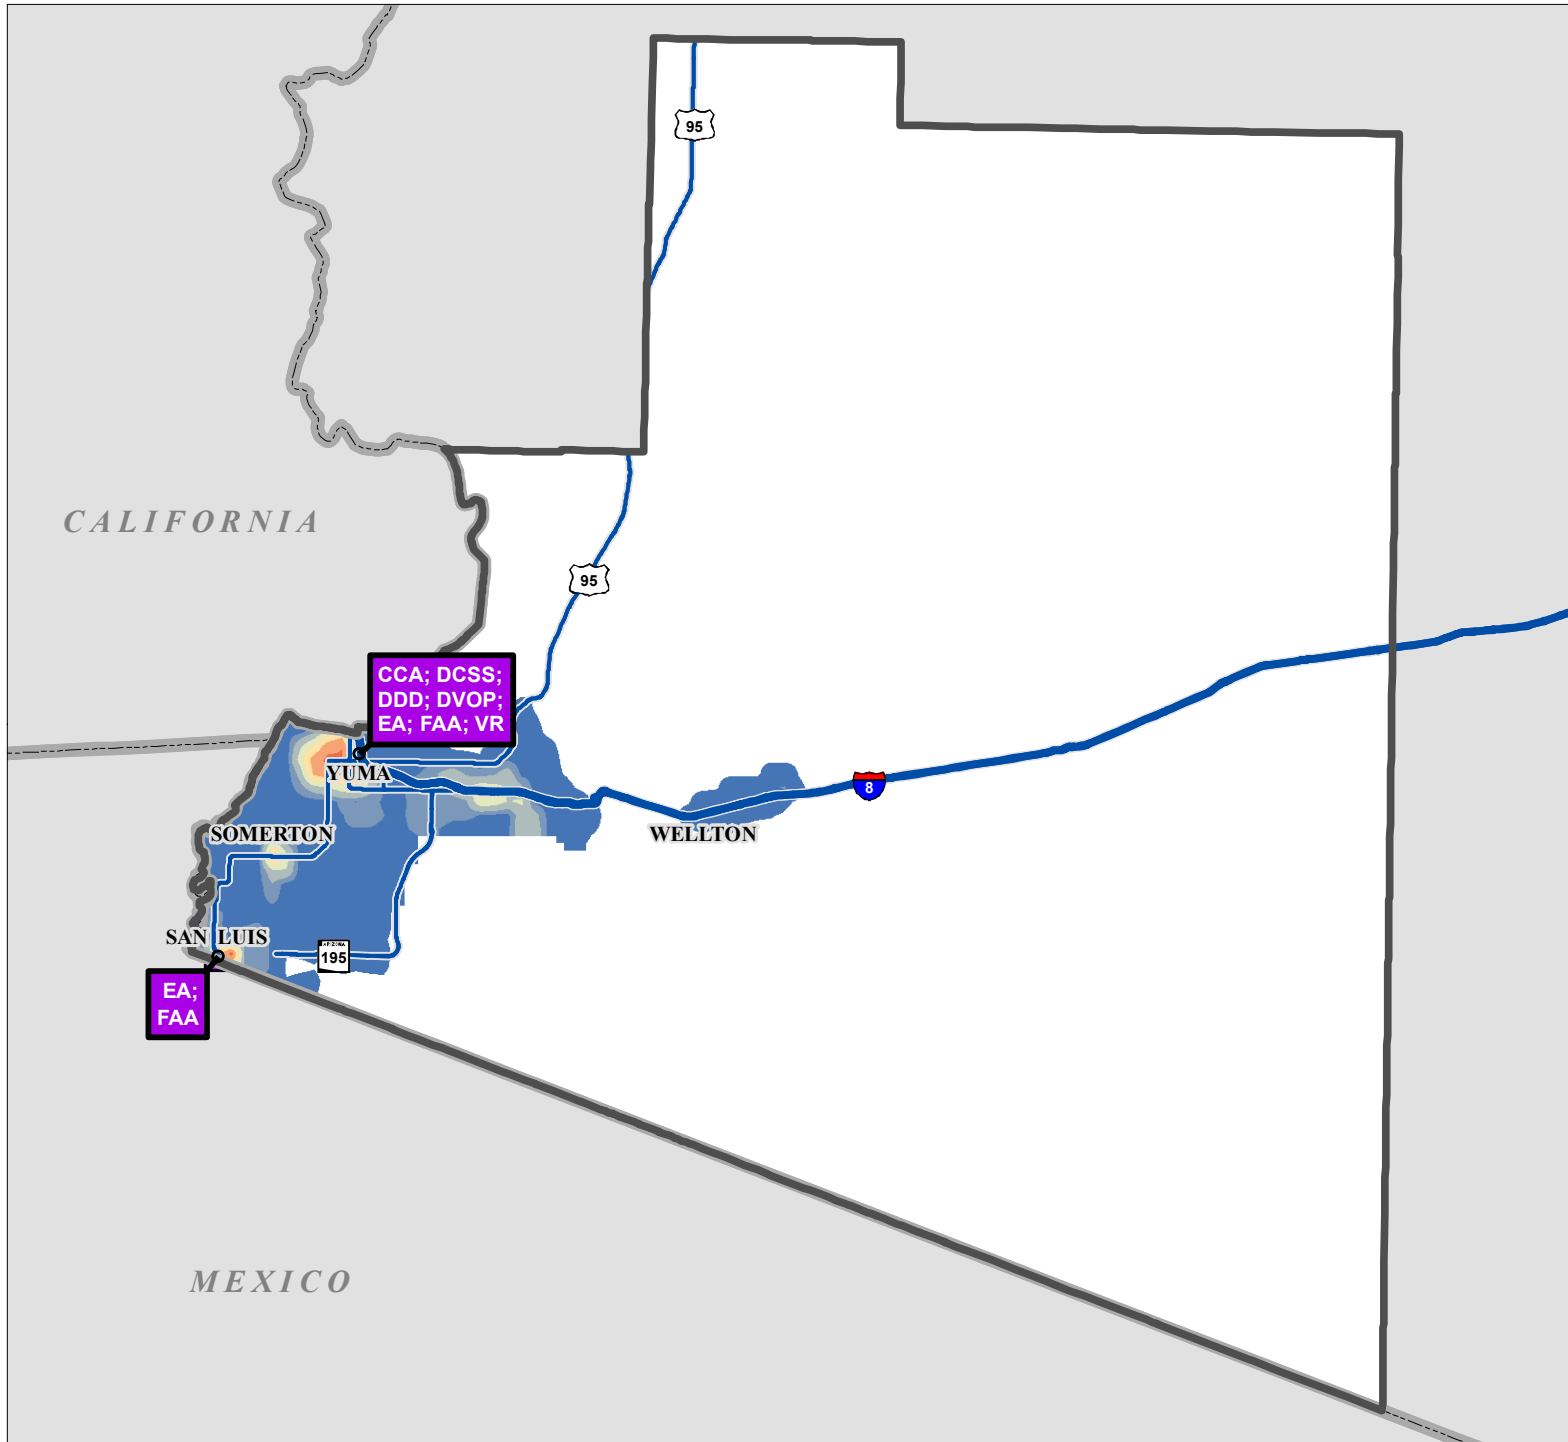 95
CALIFORNIA
95
CCA; DCSS;
DDD; DVOP;
EA; FAA; VR
YUMA
8
SOMERTON
WELLTON
SAN LUIS
ARIZONA
195
EA;
FAA
MEXICO